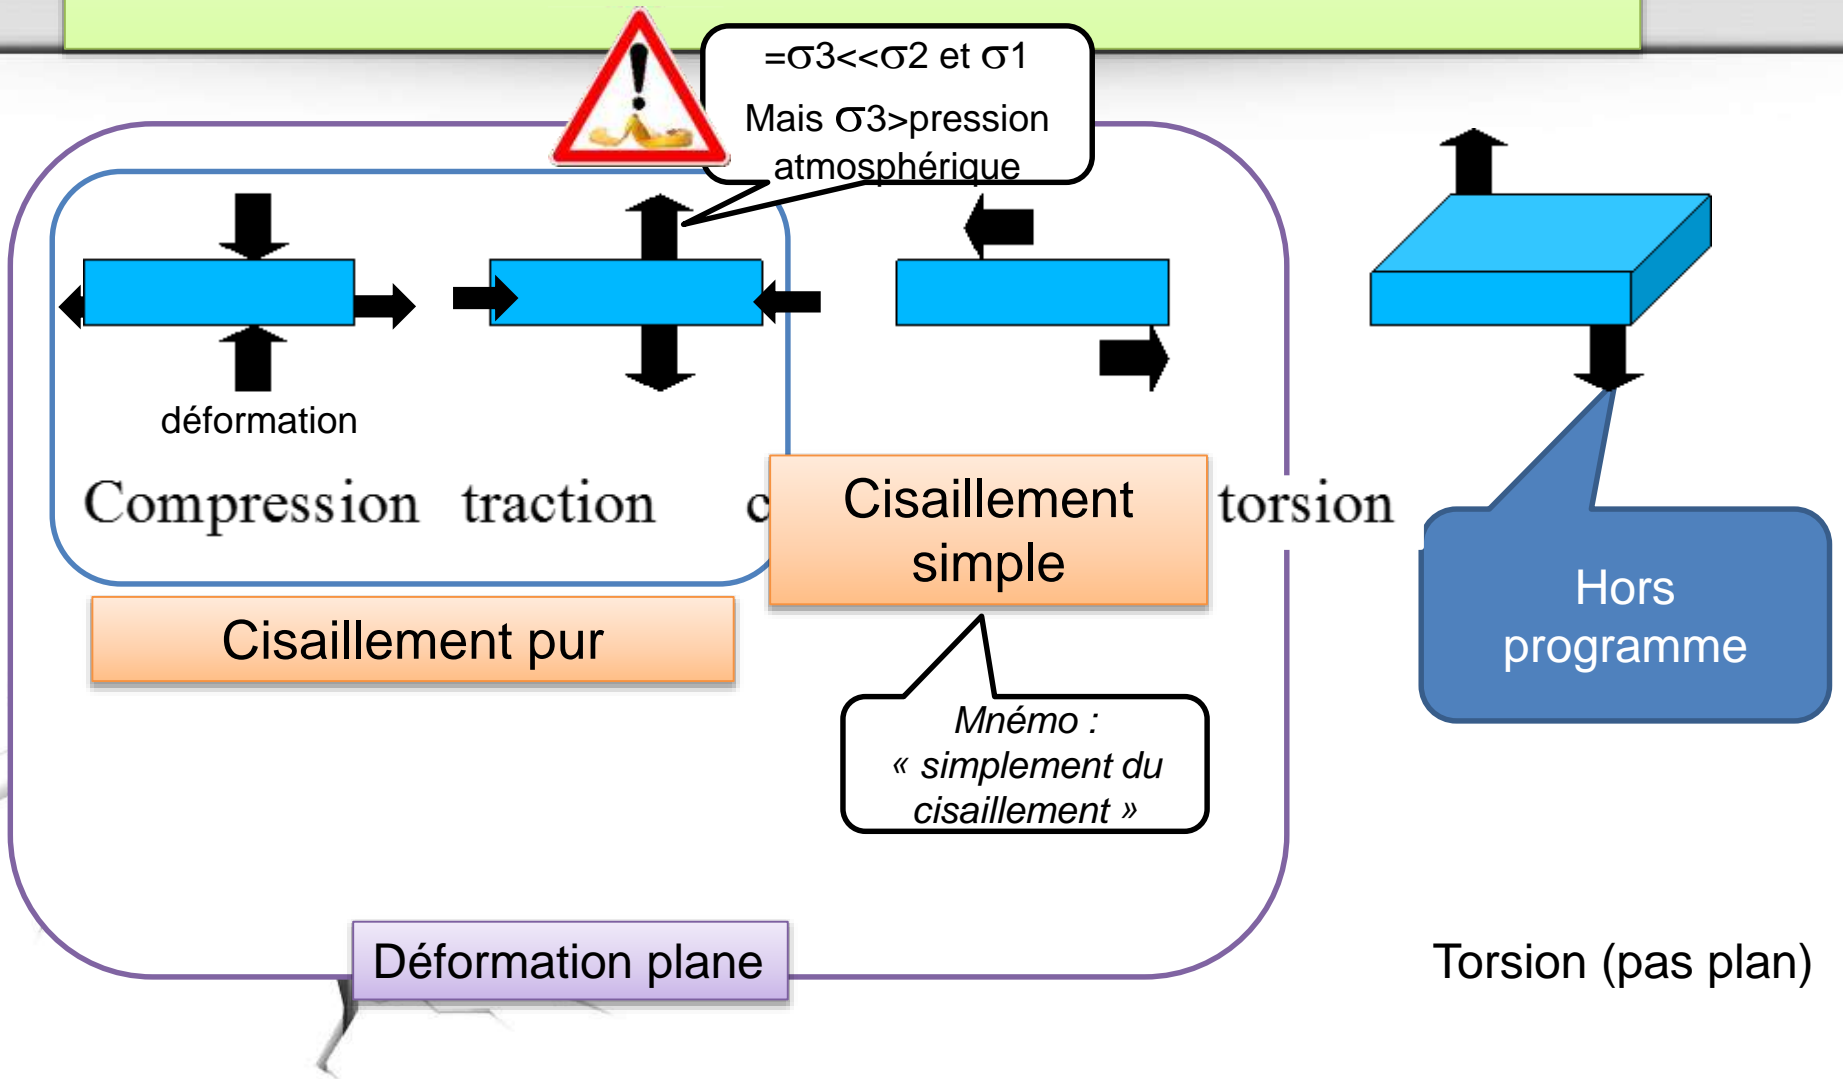 =σ3<<σ2 et σ1
Mais σ3>pression
atmosphérique
déformation
Compression traction c
Cisaillement
simple
torsion
Cisaillement pur
Hors
programme
Mnémo :
« simplement du
cisaillement »
Déformation plane
Torsion (pas plan)